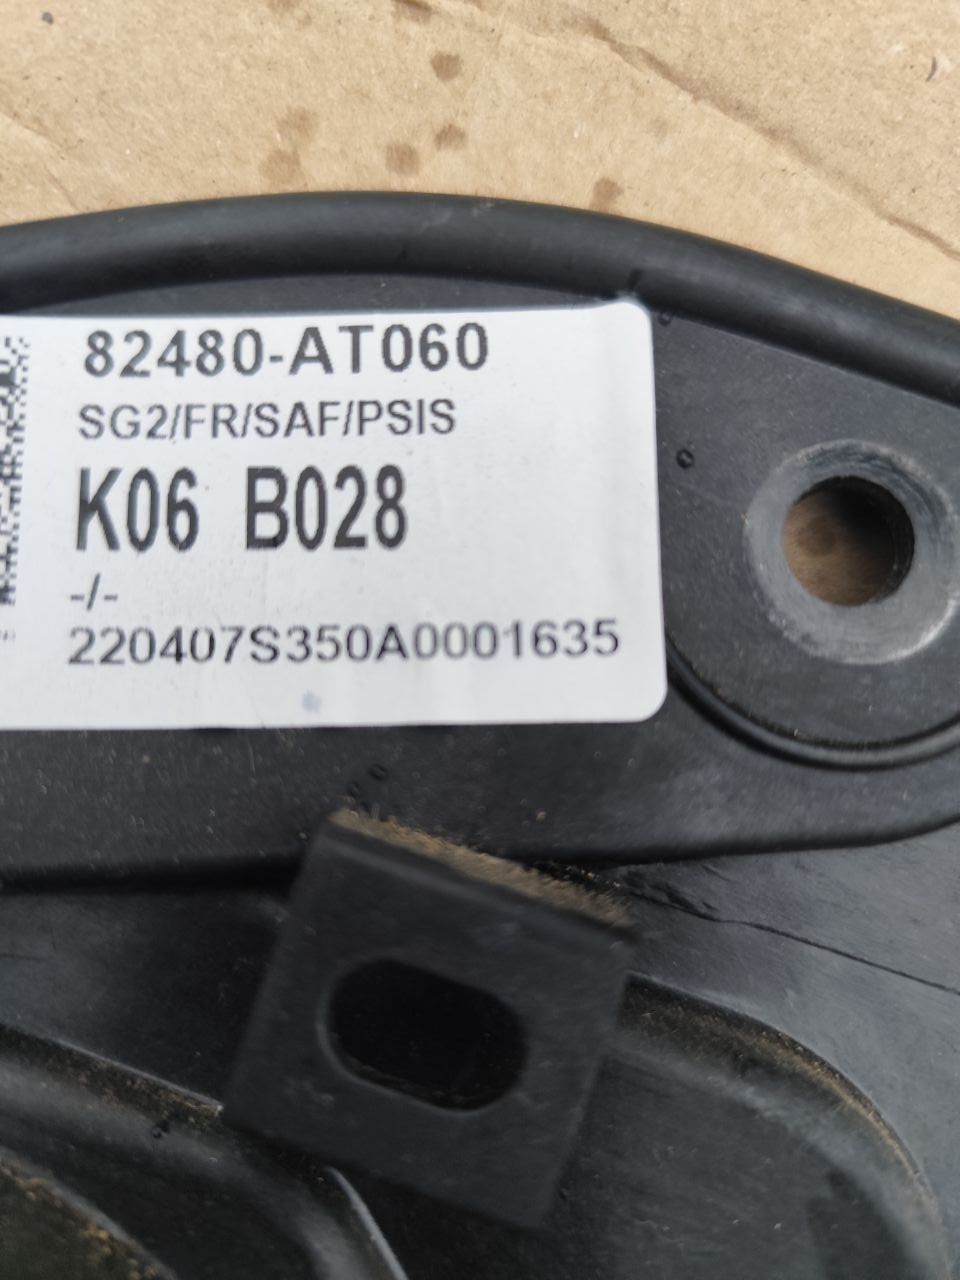 82480-AT060
SG2/FR/SAF/PSIS
K06 B028
-/-
220407S350A0001635